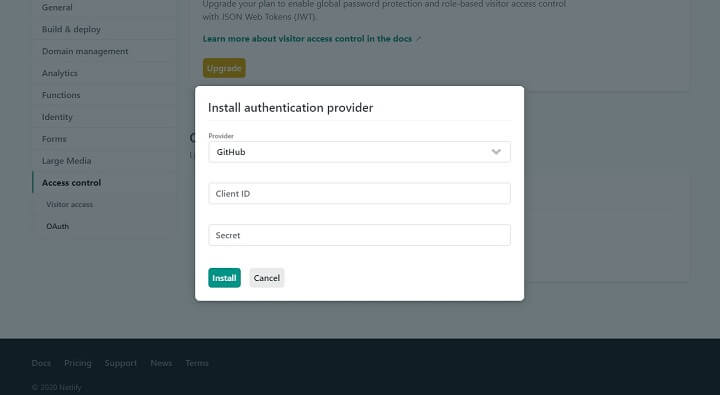 General
Build & deploy
Domain management
Analytics
Functions
Identity
Forms
Large Media
Access control
Visitor access
OAuth
Upgrade your plan to enable global password protection and role-based visitor access control
with JSON Web Tokens (JWT).
Learn more about visitor access control in the docs ↗
Upgrade
Install authentication provider
Provider
GitHub
Client ID
Secret
Install Cancel
Docs Pricing Support News Terms
© 2020 Netlify